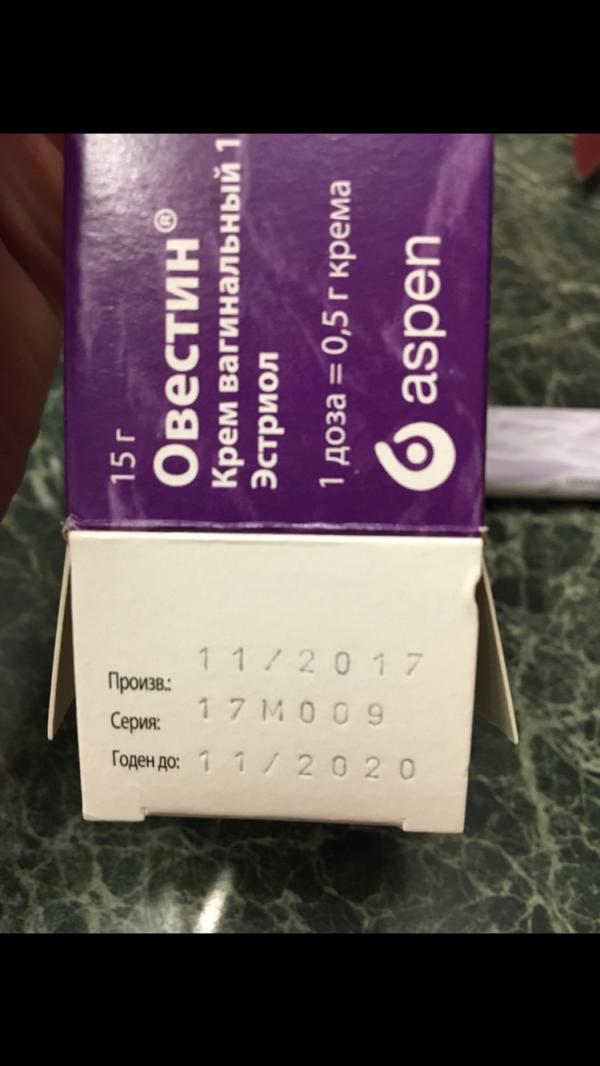 15 г
Овестин®
Крем вагинальный 1
Эстриол
1 доза = 0,5 г крема
aspen
Произв.: 11/2017
Серия: 17M009
Годен до: 11/2020